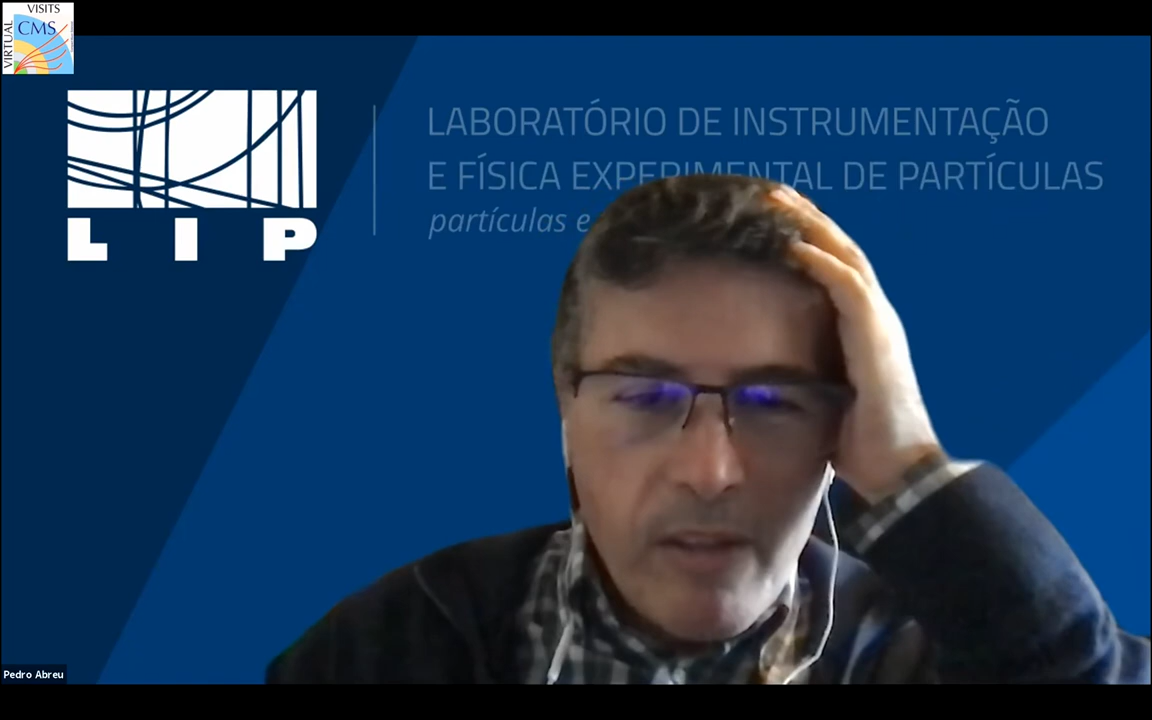 VISITS
VIRTUAL
CMS
LABORATÓRIO DE INSTRUMENTAÇÃO
E FÍSICA EXPERIMENTAL DE PARTÍCULAS
partículas e
LIP
Pedro Abreu